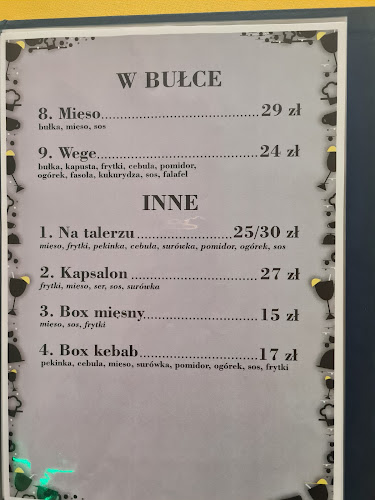 W BUŁCE
8. Mieso 29 zł
bułka, mieso, sos
9. Wege 24 zł
bułka, kapusta, frytki, cebula, pomidor,
ogórek, fasola, kukurydza, sos, falafel
INNE
1. Na talerzu 25/30 zł
mieso, frytki, pekinka, cebula, surówka, pomidor, ogórek, sos
2. Kapsalon 27 zł
frytki, mieso, ser, sos, surówka
3. Box mięsny 15 zł
mieso, sos, frytki
4. Box kebab 17 zł
pekinka, cebula, mieso, surówka, pomidor, ogórek, sos, frytki